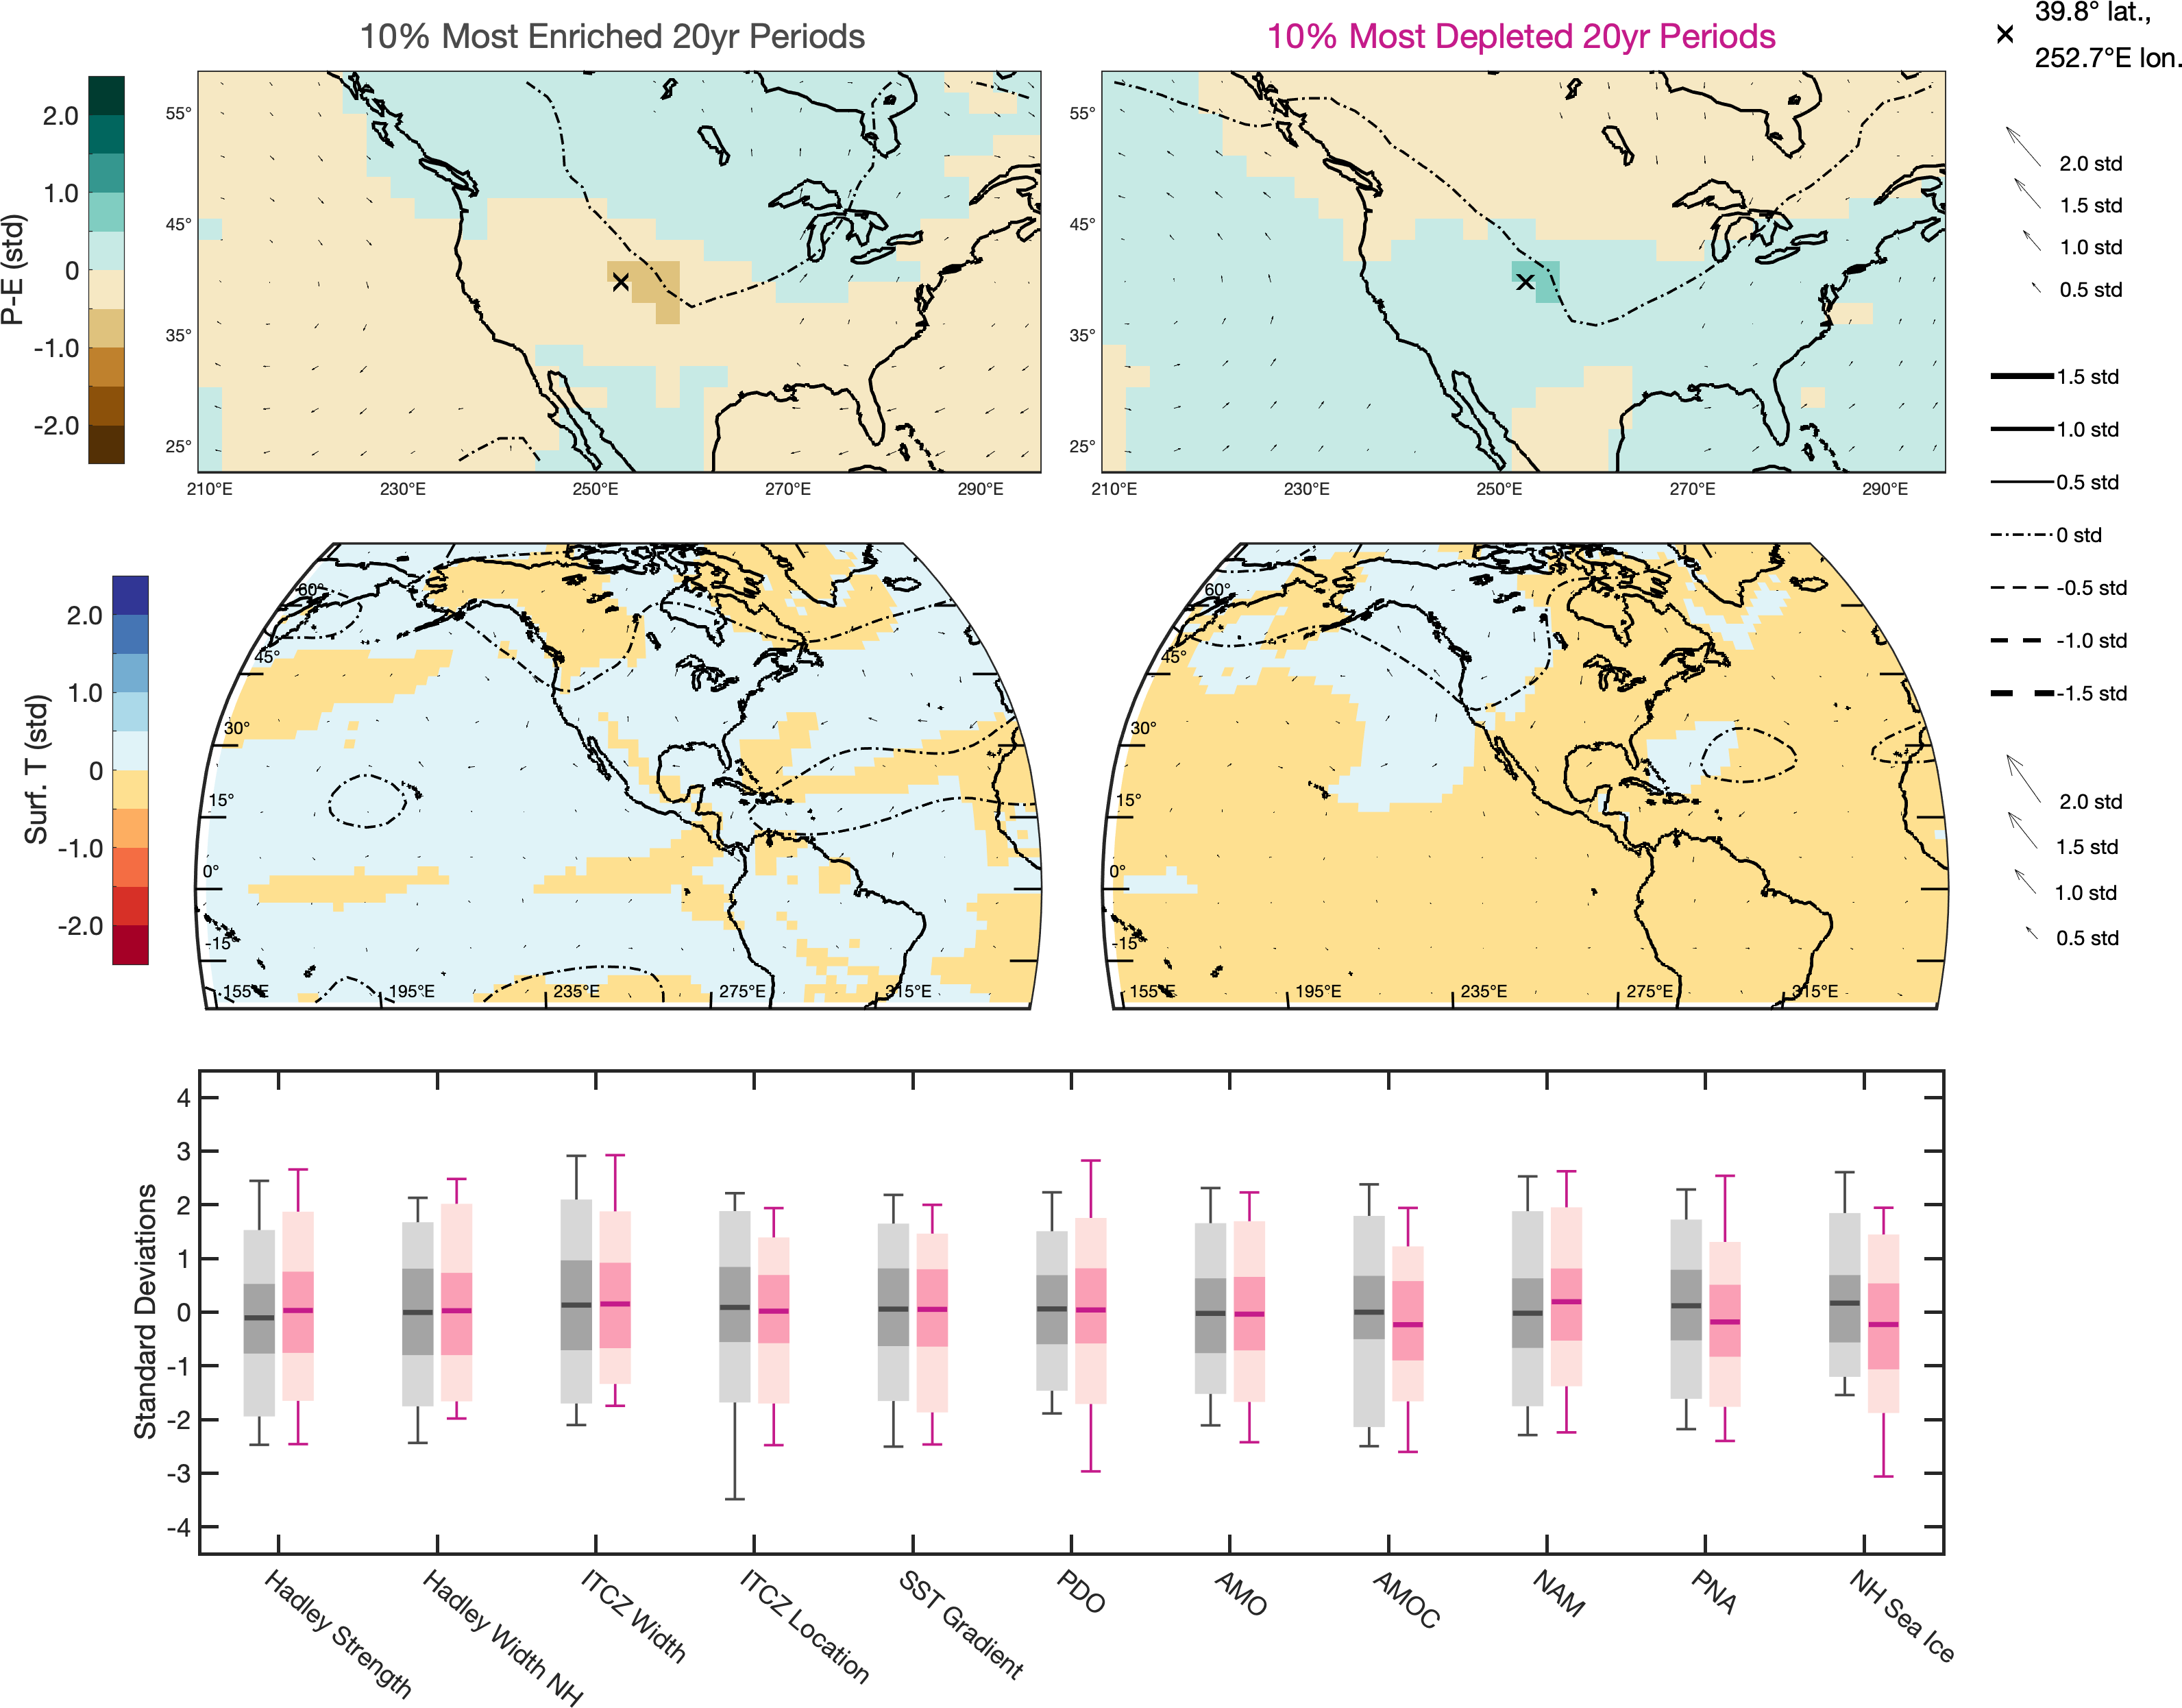 10% Most Enriched 20yr Periods
10% Most Depleted 20yr Periods
39.8° lat.,
252.7°E lon.
P-E (std)
2.0
1.0
0
-1.0
-2.0
55°
45°
35°
25°
210°E
230°E
250°E
270°E
290°E
55°
45°
35°
25°
210°E
230°E
250°E
270°E
290°E
2.0 std
1.5 std
1.0 std
0.5 std
1.5 std
1.0 std
0.5 std
0 std
-0.5 std
-1.0 std
-1.5 std
2.0 std
1.5 std
1.0 std
0.5 std
Surf. T (std)
2.0
1.0
0
-1.0
-2.0
60°
45°
30°
15°
0°
-15°
155°E
195°E
235°E
275°E
315°E
60°
45°
30°
15°
0°
-15°
155°E
195°E
235°E
275°E
315°E
Standard Deviations
4
3
2
1
0
-1
-2
-3
-4
Hadley Strength
Hadley Width NH
ITCZ Width
ITCZ Location
SST Gradient
PDO
AMO
AMOC
NAM
PNA
NH Sea Ice